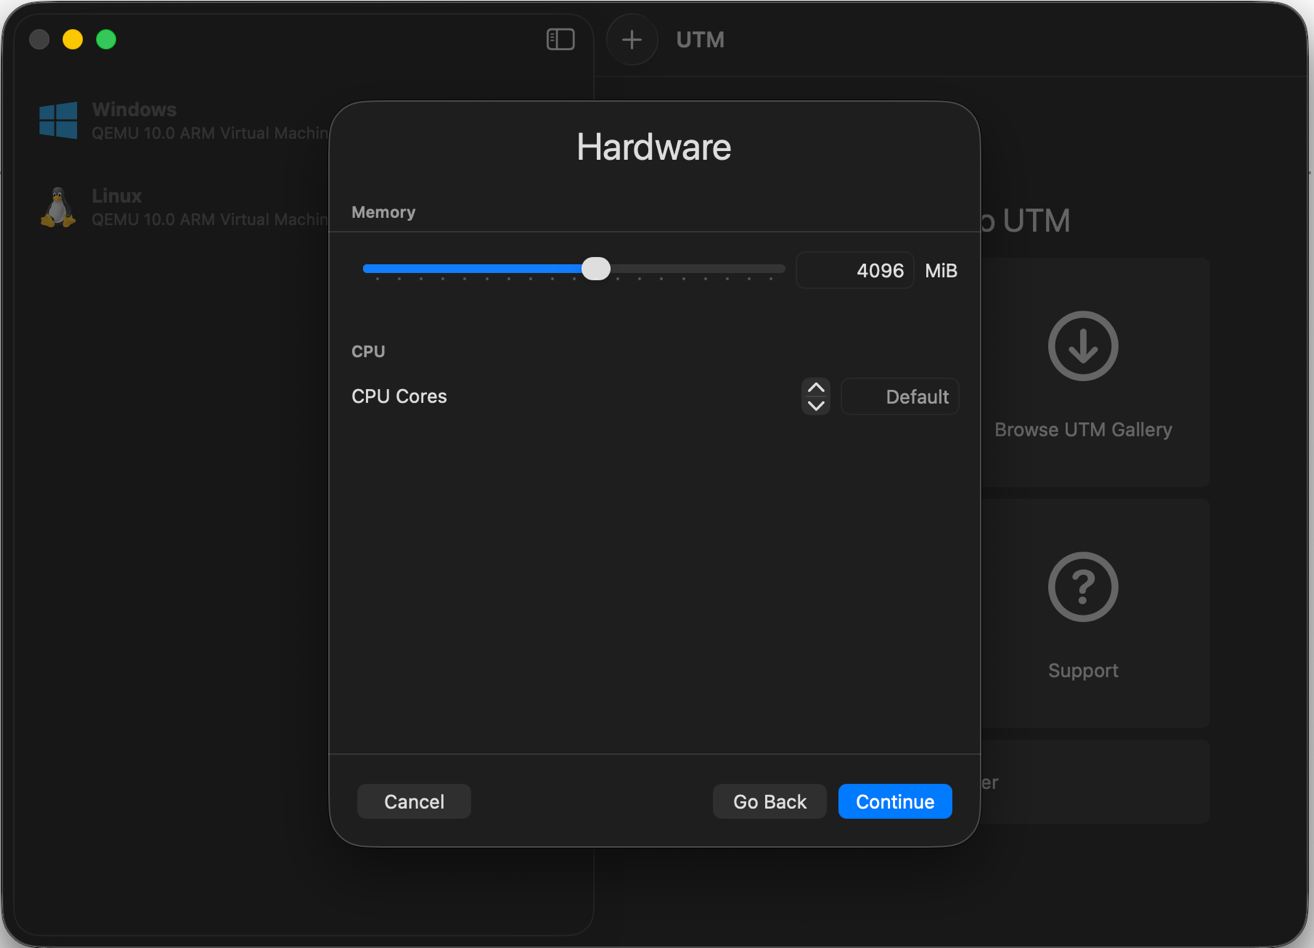 UTM
Windows
QEMU 10.0 ARM Virtual Machin
Linux
QEMU 10.0 ARM Virtual Machin
Hardware
Memory
4096 MiB
CPU
CPU Cores
Default
Cancel
Go Back
Continue
o UTM
Browse UTM Gallery
Support
er